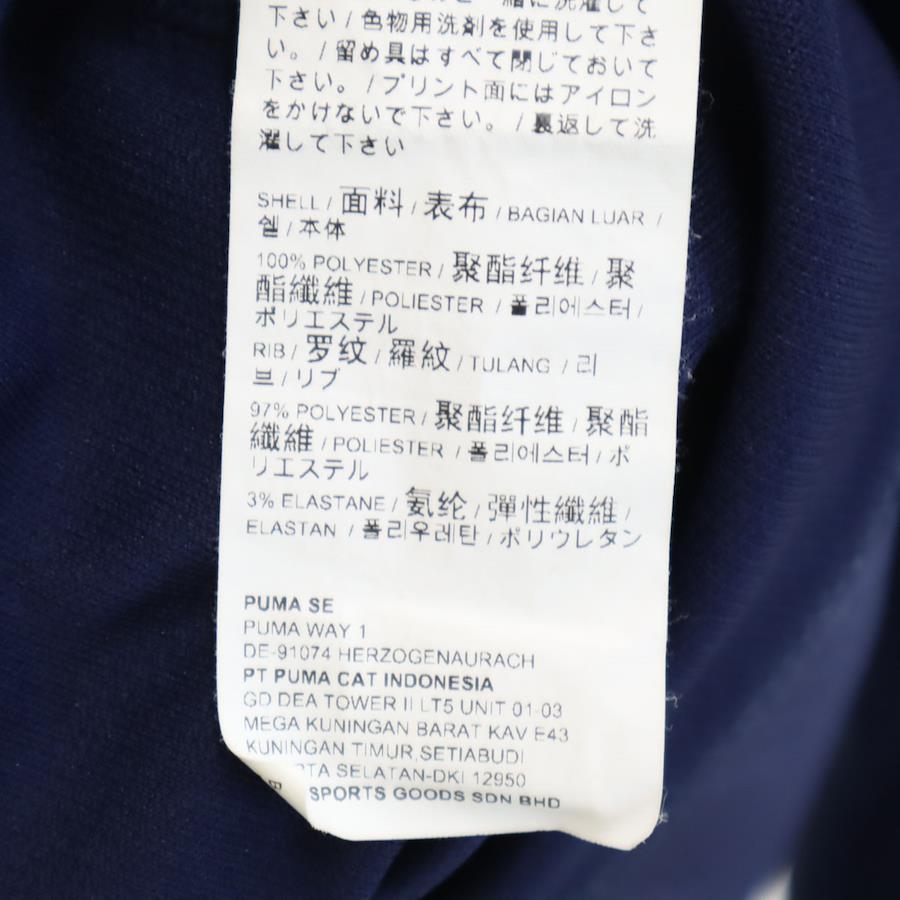 緒に洗濯して
下さい / 色物用洗剤を使用して下さ
い。 / 留め具はすべて閉じておいて
下さい。 / プリント面にはアイロン
をかけないで下さい。 / 裏返して洗
濯して下さい
SHELL / 面料 / 表布 / BAGIAN LUAR /
쉘 / 本体
100% POLYESTER / 聚酯纤维 / 聚
酯纖維 / POLIESTER / 폴리에스터 /
ポリエステル
RIB / 罗纹 / 羅紋 / TULANG / 리
브 / リブ
97% POLYESTER / 聚酯纤维 / 聚酯
纖維 / POLIESTER / 폴리에스터 / ポ
リエステル
3% ELASTANE / 氨纶 / 彈性纖維 /
ELASTAN / 폴리우레탄 / ポリウレタン
PUMA SE
PUMA WAY 1
DE-91074 HERZOGENAURACH
PT PUMA CAT INDONESIA
GD DEA TOWER II LT5 UNIT 01-03
MEGA KUNINGAN BARAT KAV E43
KUNINGAN TIMUR,SETIABUDI
RTA SELATAN-DKI 12950
SPORTS GOODS SDN BHD